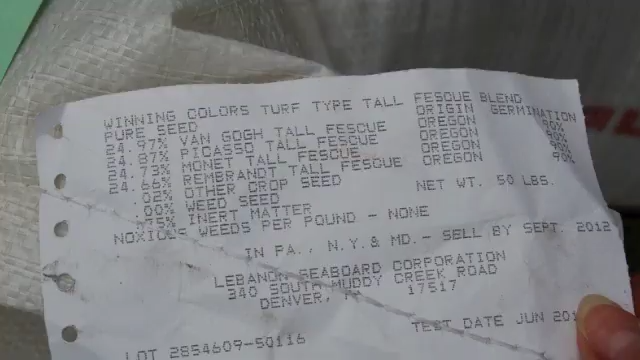 WINNING COLORS TURF TYPE TALL FESCUE BLEND
PURE SEED ORIGIN GERMINATION
24.97% VAN GOGH TALL FESCUE OREGON 90%
24.87% PICASSO TALL FESCUE OREGON 90%
24.73% MONET TALL FESCUE OREGON 90%
24.66% REMBRANDT TALL FESCUE OREGON 90%
.02% OTHER CROP SEED
.00% WEED SEED NET WT. 50 LBS.
.75% INERT MATTER
NOXIOUS WEEDS PER POUND - NONE
IN PA., N.Y.& MD.- SELL BY SEPT. 2012
LEBANON SEABOARD CORPORATION
340 SOUTH MUDDY CREEK ROAD
DENVER, 17517
TEST DATE JUN
LOT 2854609-50116